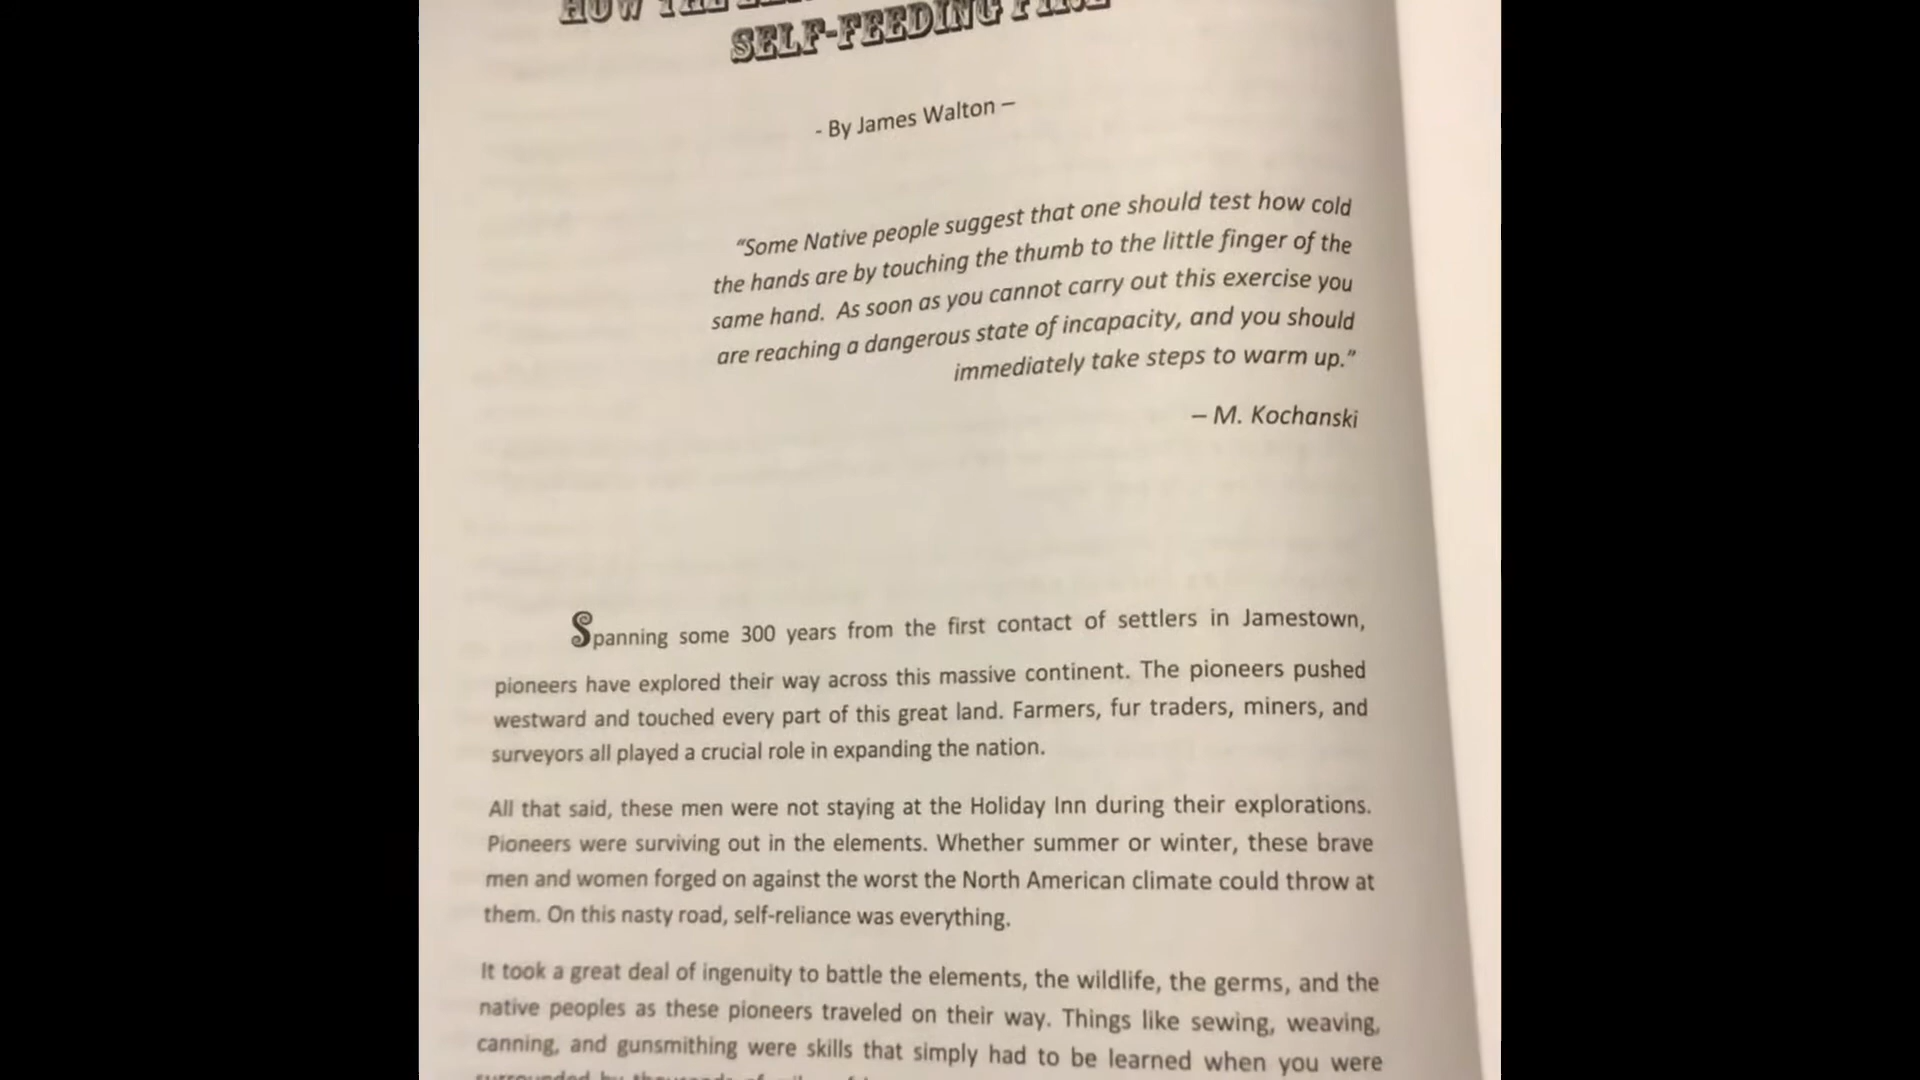 HOW THE
SELF-FEEDING FIRE
- By James Walton –
“Some Native people suggest that one should test how cold
the hands are by touching the thumb to the little finger of the
same hand. As soon as you cannot carry out this exercise you
are reaching a dangerous state of incapacity, and you should
immediately take steps to warm up.”
– M. Kochanski
Spanning some 300 years from the first contact of settlers in Jamestown,
pioneers have explored their way across this massive continent. The pioneers pushed
westward and touched every part of this great land. Farmers, fur traders, miners, and
surveyors all played a crucial role in expanding the nation.
All that said, these men were not staying at the Holiday Inn during their explorations.
Pioneers were surviving out in the elements. Whether summer or winter, these brave
men and women forged on against the worst the North American climate could throw at
them. On this nasty road, self-reliance was everything.
It took a great deal of ingenuity to battle the elements, the wildlife, the germs, and the
native peoples as these pioneers traveled on their way. Things like sewing, weaving,
canning, and gunsmithing were skills that simply had to be learned when you were